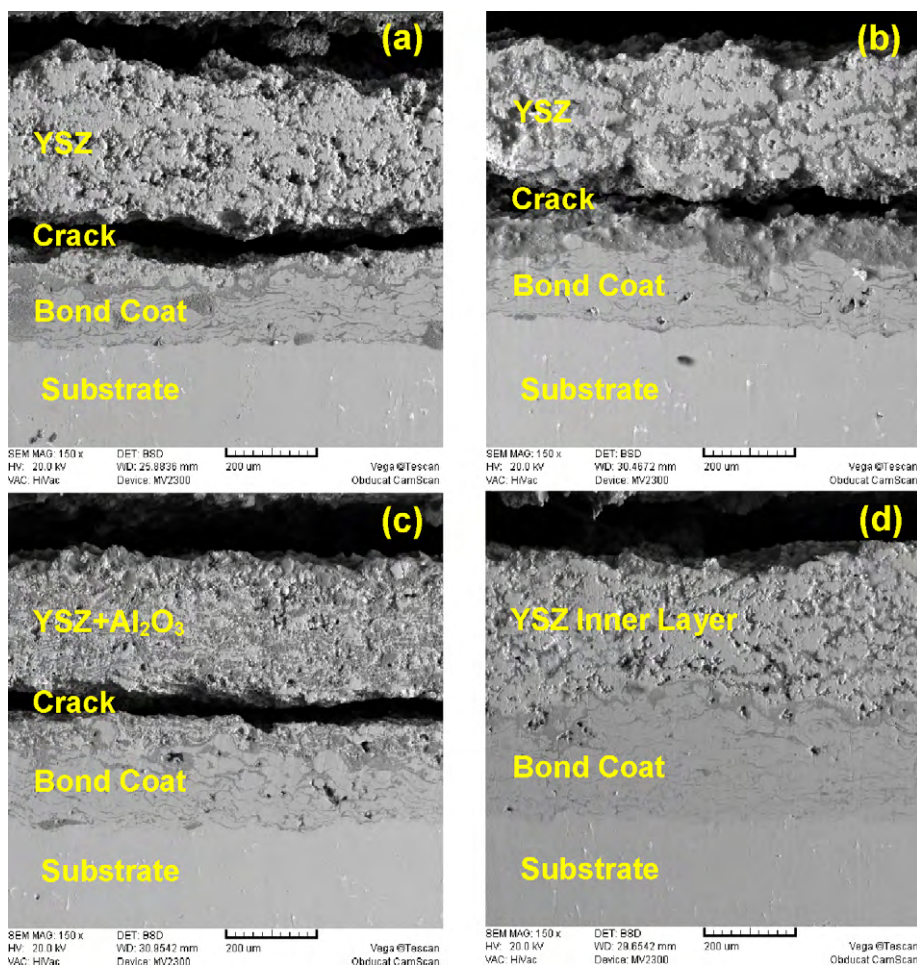 (a)
YSZ
Crack
Bond Coat
Substrate
SEM MAG: 150 x DET: BSD 
HV: 20.0 kV WD: 25.8836 mm 200 um Vega ©Tescan
VAC: HiVac Device: MV2300 Obducat CamScan
(b)
YSZ
Crack
Bond Coat
Substrate
SEM MAG: 150 x DET: BSD
HV: 20.0 kV WD: 30.4672 mm 200 um Vega ©Tescan
VAC: HiVac Device: MV2300 Obducat CamScan
(c)
YSZ+Al₂O₃
Crack
Bond Coat
Substrate
SEM MAG: 150 x DET: BSD
HV: 20.0 kV WD: 30.9542 mm 200 um Vega ©Tescan
VAC: HiVac Device: MV2300 Obducat CamScan
(d)
YSZ Inner Layer
Bond Coat
Substrate
SEM MAG: 150 x DET: BSD
HV: 20.0 kV WD: 29.6542 mm 200 um Vega ©Tescan
VAC: HiVac Device: MV2300 Obducat CamScan